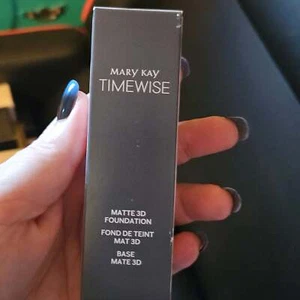 MARY KAY
TIMEWISE
MATTE 3D
FOUNDATION
FOND DE TEINT
MAT 3D
BASE
MATE 3D